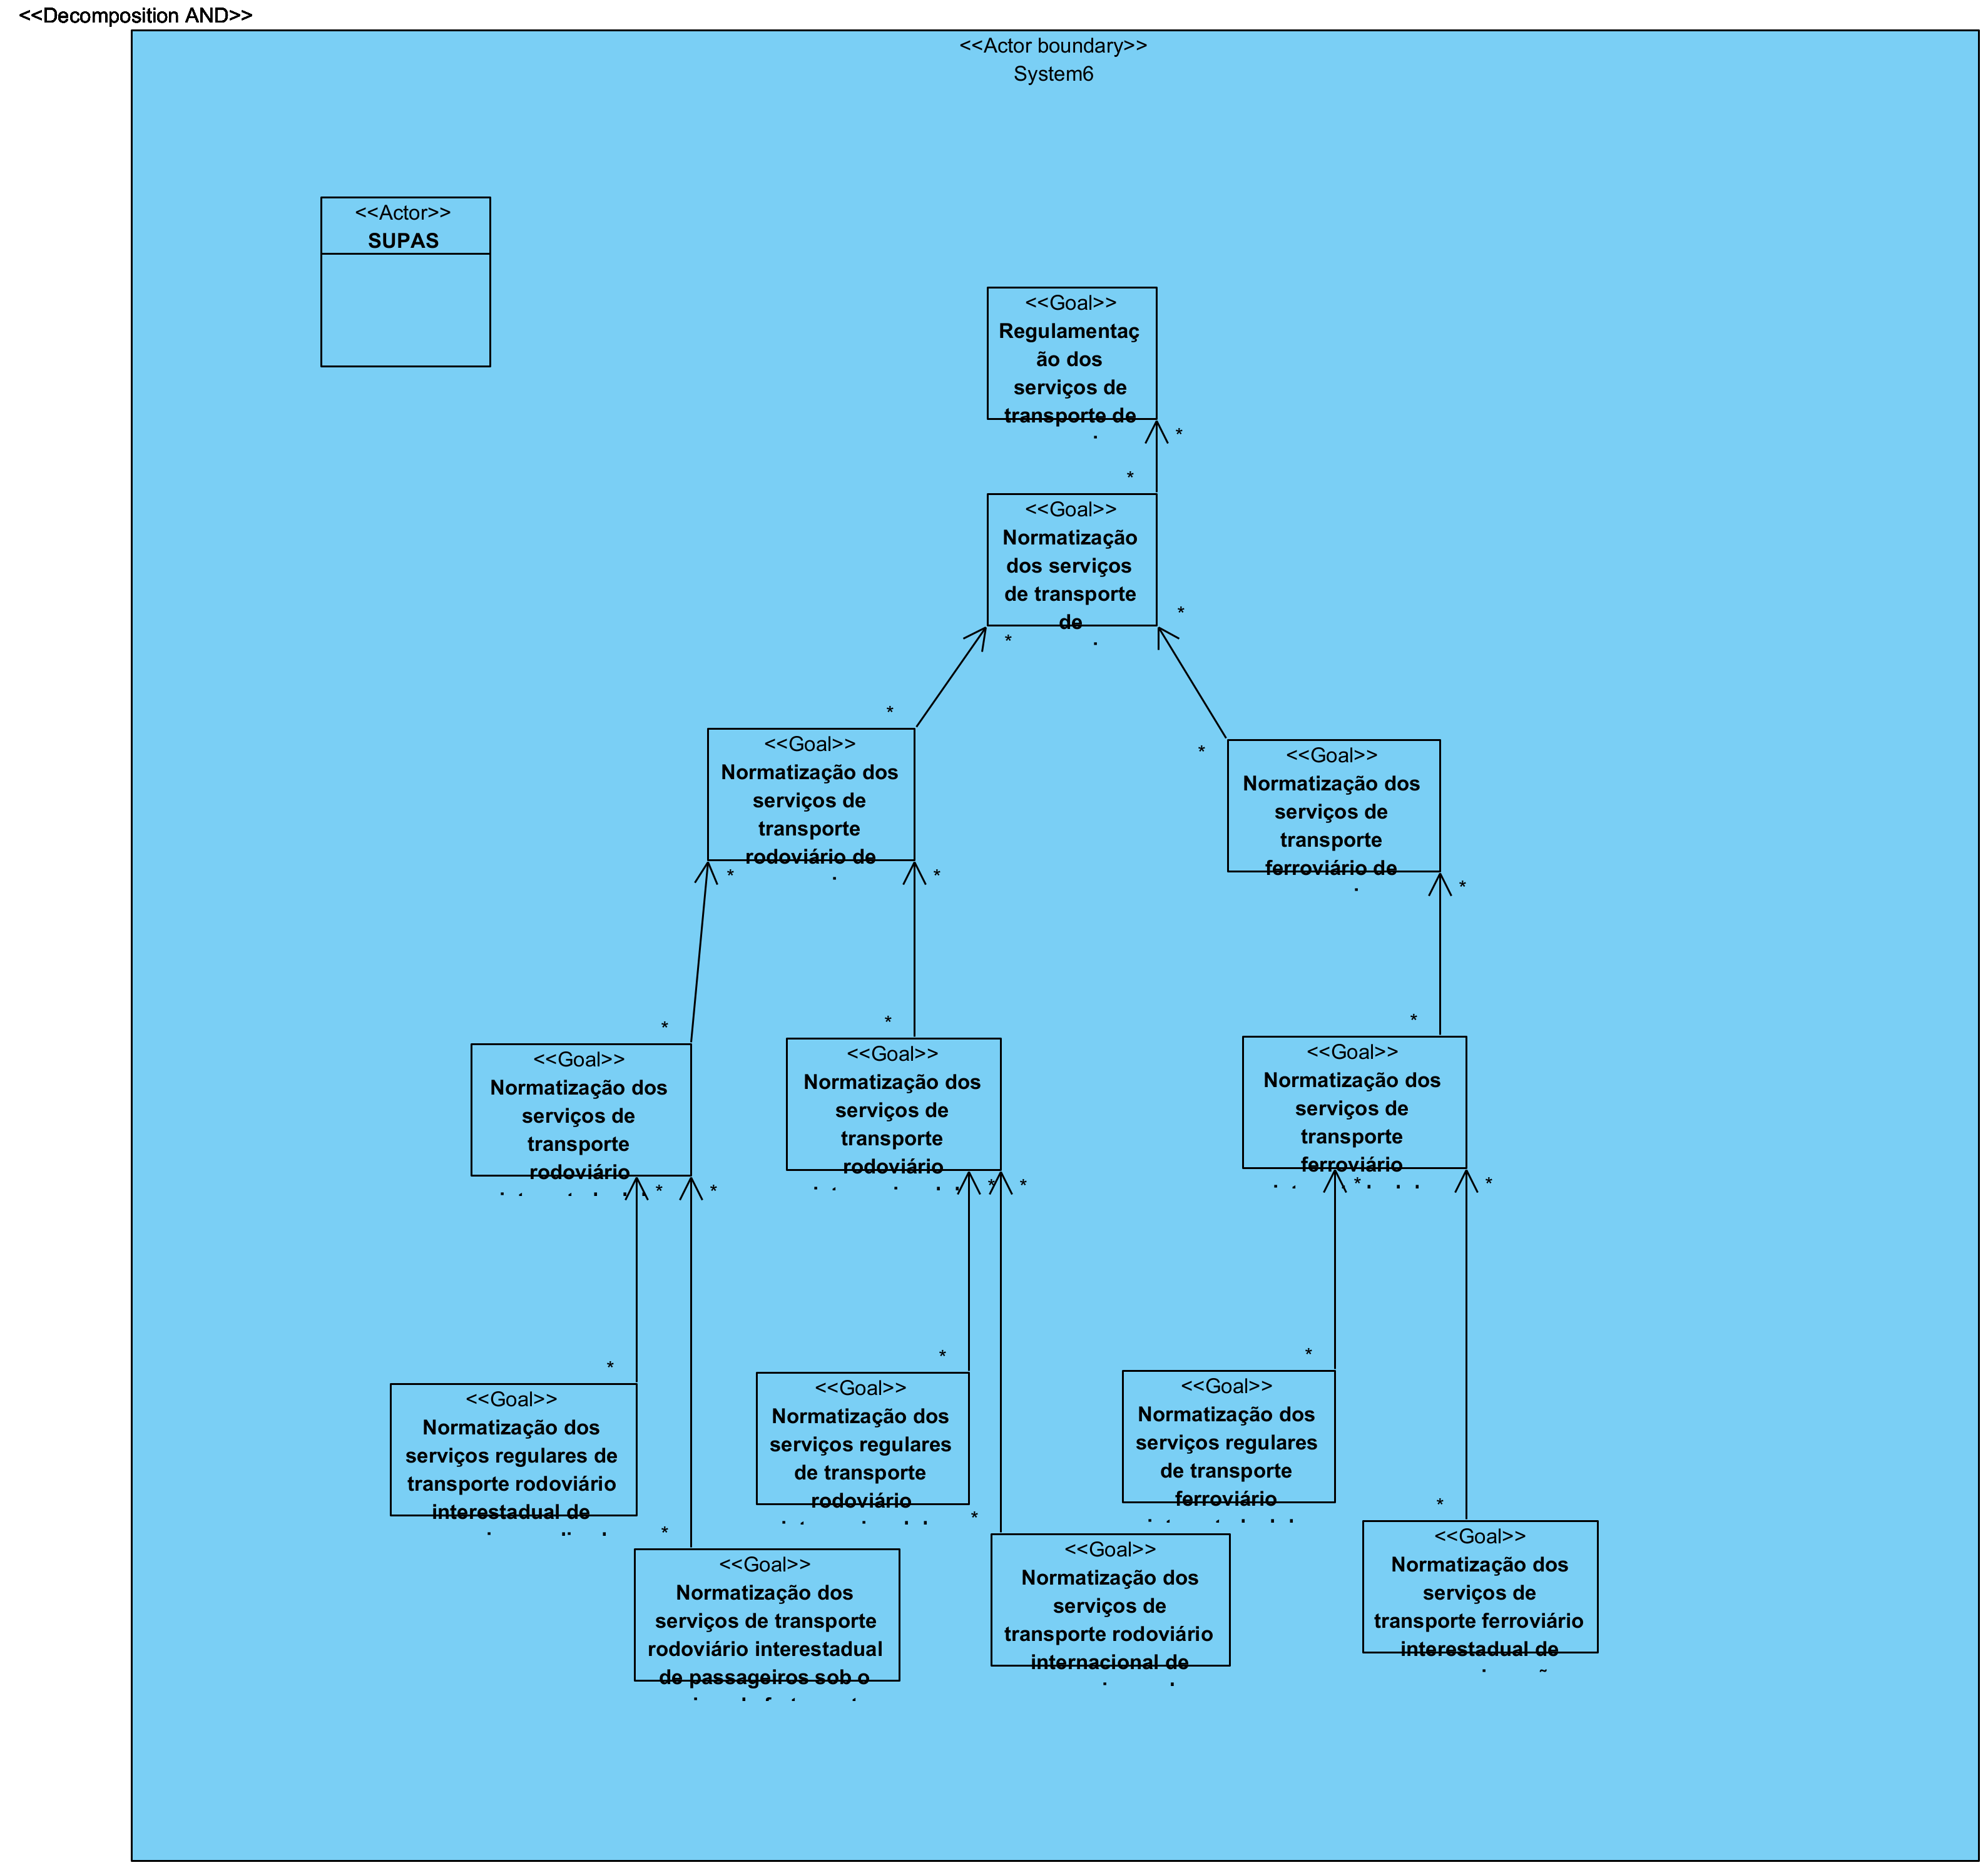 <<Decomposition AND>>
<<Actor boundary>>
System6
<<Actor>>
SUPAS
<<Goal>>
Regulamentaç
ão dos
serviços de
transporte de
*
*
<<Goal>>
Normatização
dos serviços
de transporte
de
*
*
*
*
<<Goal>>
Normatização dos
serviços de
transporte
rodoviário de
<<Goal>>
Normatização dos
serviços de
transporte
ferroviário de
*
*
*
*
*
*
<<Goal>>
Normatização dos
serviços de
transporte
rodoviário
<<Goal>>
Normatização dos
serviços de
transporte
rodoviário
<<Goal>>
Normatização dos
serviços de
transporte
ferroviário
*
*
*
*
*
*
*
*
*
<<Goal>>
Normatização dos
serviços regulares de
transporte rodoviário
interestadual de
<<Goal>>
Normatização dos
serviços regulares
de transporte
rodoviário
<<Goal>>
Normatização dos
serviços regulares
de transporte
ferroviário
*
*
*
<<Goal>>
Normatização dos
serviços de transporte
rodoviário interestadual
de passageiros sob o
<<Goal>>
Normatização dos
serviços de
transporte rodoviário
internacional de
<<Goal>>
Normatização dos
serviços de
transporte ferroviário
interestadual de